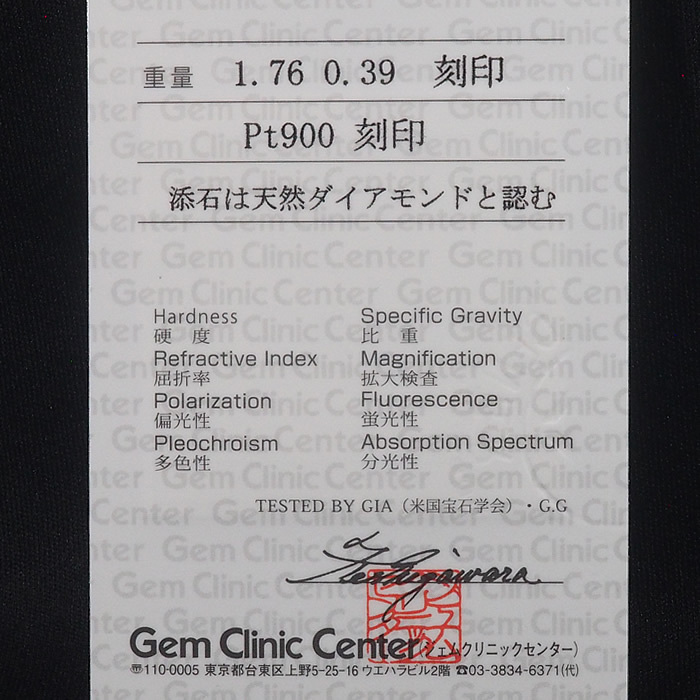 重量 1.76 0.39 刻印
Pt900 刻印
添石は天然ダイアモンドと認む
Hardness Specific Gravity
硬 度 比 重
Refractive Index Magnification
屈折率 拡大検査
Polarization Fluorescence
偏光性 蛍光性
Pleochroism Absorption Spectrum
多色性 分光性
TESTED BY GIA（米国宝石学会）・G.G
Gem Clinic Center(ジェムクリニックセンター)
〠110-0005 東京都台東区上野5-25-16 ウエハラビル2階 ☎03-3834-6371(代)